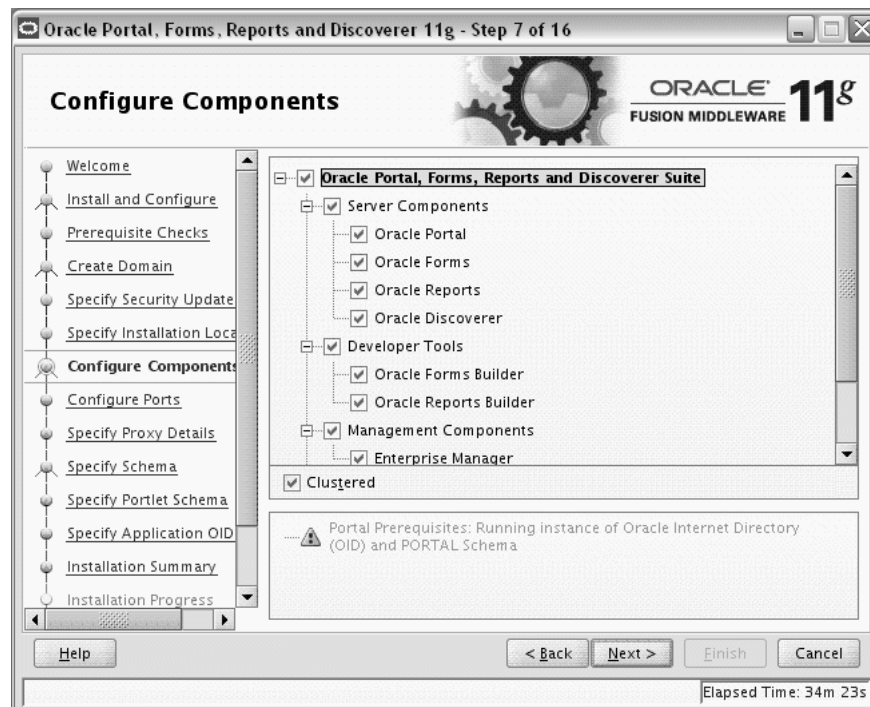 Oracle Portal, Forms, Reports and Discoverer 11g - Step 7 of 16
Configure Components
ORACLE
FUSION MIDDLEWARE
11g
Welcome
Install and Configure
Prerequisite Checks
Create Domain
Specify Security Update
Specify Installation Loca
Configure Components
Configure Ports
Specify Proxy Details
Specify Schema
Specify Portlet Schema
Specify Application OID
Installation Summary
Installation Progress
Oracle Portal, Forms, Reports and Discoverer Suite
Server Components
Oracle Portal
Oracle Forms
Oracle Reports
Oracle Discoverer
Developer Tools
Oracle Forms Builder
Oracle Reports Builder
Management Components
Enterprise Manager
Clustered
Portal Prerequisites: Running instance of Oracle Internet Directory
(OID) and PORTAL Schema
Help
< Back
Next >
Finish
Cancel
Elapsed Time: 34m 23s